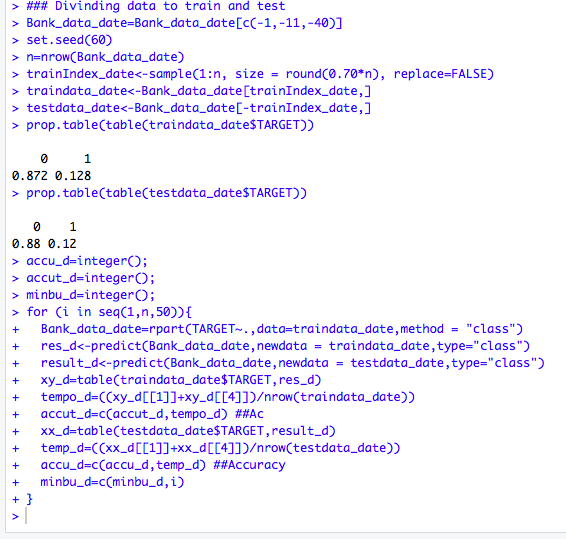 > ### Divinding data to train and test
> Bank_data_date=Bank_data_date[c(-1,-11,-40)]
> set.seed(60)
> n=nrow(Bank_data_date)
> trainIndex_date<-sample(1:n, size = round(0.70*n), replace=FALSE)
> traindata_date<-Bank_data_date[trainIndex_date,]
> testdata_date<-Bank_data_date[-trainIndex_date,]
> prop.table(table(traindata_date$TARGET))
0 1
0.872 0.128
> prop.table(table(testdata_date$TARGET))
0 1
0.88 0.12
> accu_d=integer();
> accut_d=integer();
> minbu_d=integer();
> for (i in seq(1,n,50)){
+ Bank_data_date=rpart(TARGET~.,data=traindata_date,method = "class")
+ res_d<-predict(Bank_data_date,newdata = traindata_date,type="class")
+ result_d<-predict(Bank_data_date,newdata = testdata_date,type="class")
+ xy_d=table(traindata_date$TARGET,res_d)
+ tempo_d=((xy_d[[1]]+xy_d[[4]])/nrow(traindata_date))
+ accut_d=c(accut_d,tempo_d) ##Ac
+ xx_d=table(testdata_date$TARGET,result_d)
+ temp_d=((xx_d[[1]]+xx_d[[4]])/nrow(testdata_date))
+ accu_d=c(accu_d,temp_d) ##Accuracy
+ minbu_d=c(minbu_d,i)
+ }
>